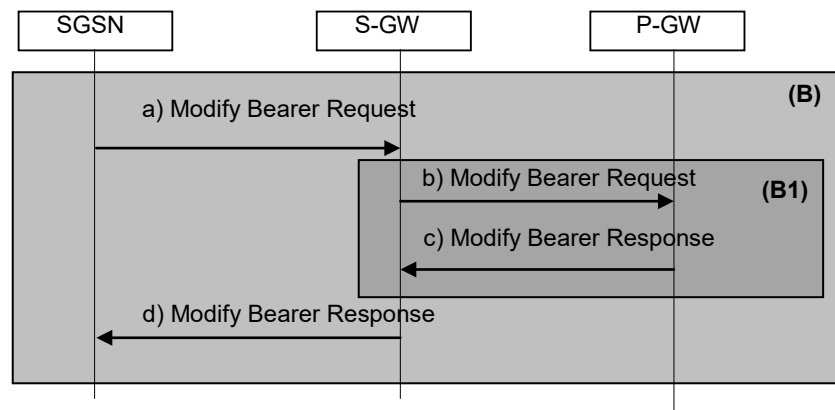 SGSN
S-GW
P-GW
(B)
a) Modify Bearer Request
b) Modify Bearer Request
(B1)
c) Modify Bearer Response
d) Modify Bearer Response